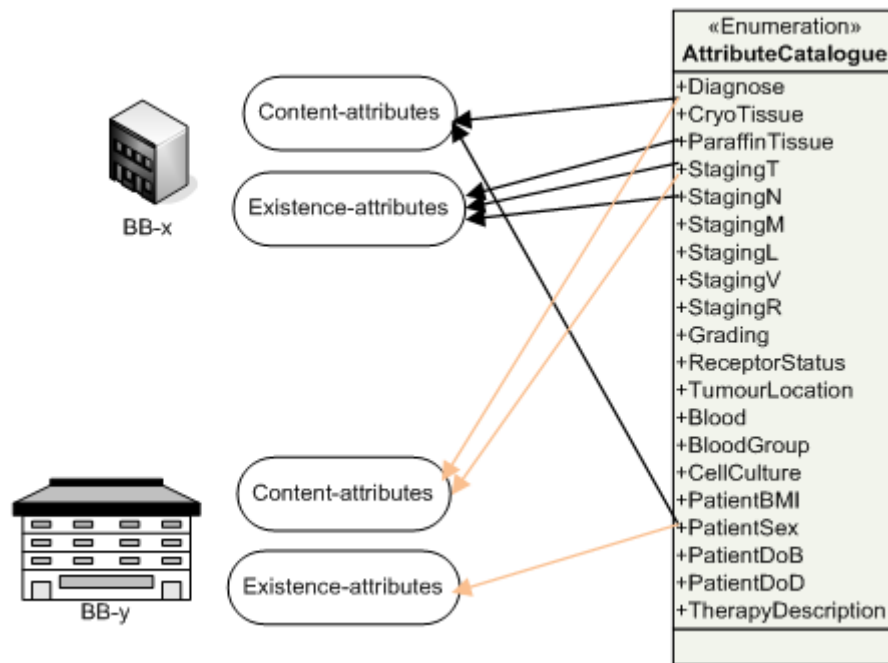 «Enumeration»
AttributeCatalogue
+Diagnose
+CryoTissue
+ParaffinTissue
+StagingT
+StagingN
+StagingM
+StagingL
+StagingV
+StagingR
+Grading
+ReceptorStatus
+TumourLocation
+Blood
+BloodGroup
+CellCulture
+PatientBMI
+PatientSex
+PatientDoB
+PatientDoD
+TherapyDescription
Content-attributes
Existence-attributes
BB-x
Content-attributes
Existence-attributes
BB-y